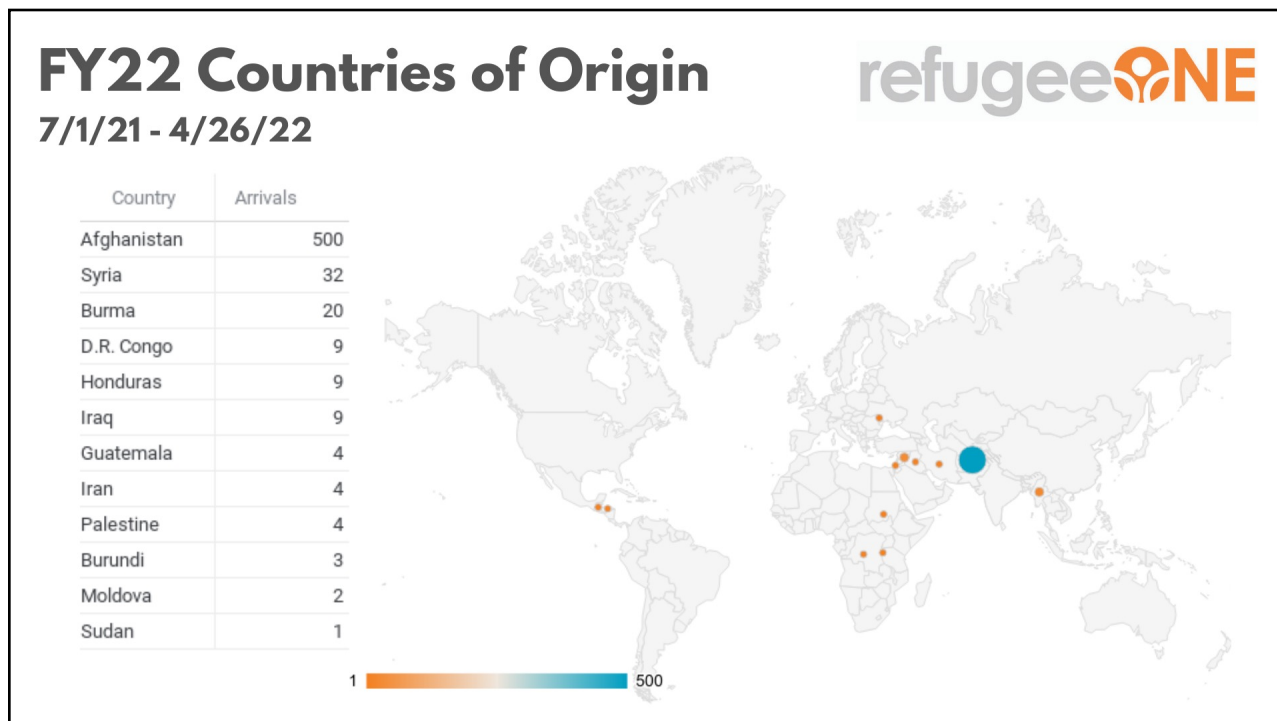 FY22 Countries of Origin
7/1/21 - 4/26/22
refugeeONE
Country Arrivals
Afghanistan 500
Syria 32
Burma 20
D.R. Congo 9
Honduras 9
Iraq 9
Guatemala 4
Iran 4
Palestine 4
Burundi 3
Moldova 2
Sudan 1
1 500